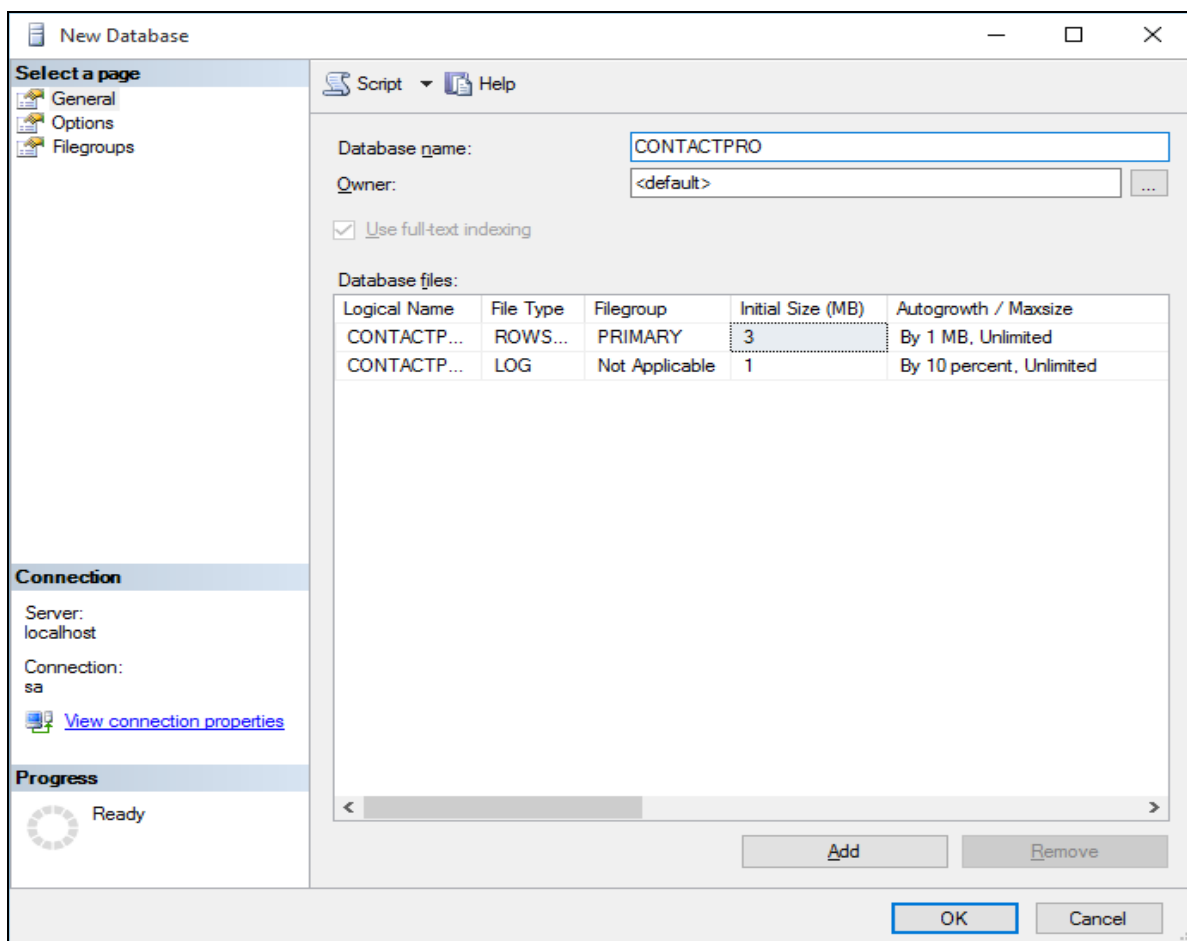 New Database
Select a page
General
Options
Filegroups
Script Help
Database name: CONTACTPRO
Owner: <default> ...
Use full-text indexing
Database files:
Logical Name File Type Filegroup Initial Size (MB) Autogrowth / Maxsize
CONTACTP... ROWS... PRIMARY 3 By 1 MB, Unlimited
CONTACTP... LOG Not Applicable 1 By 10 percent, Unlimited
Connection
Server:
localhost
Connection:
sa
View connection properties
Progress
Ready
Add Remove
OK Cancel